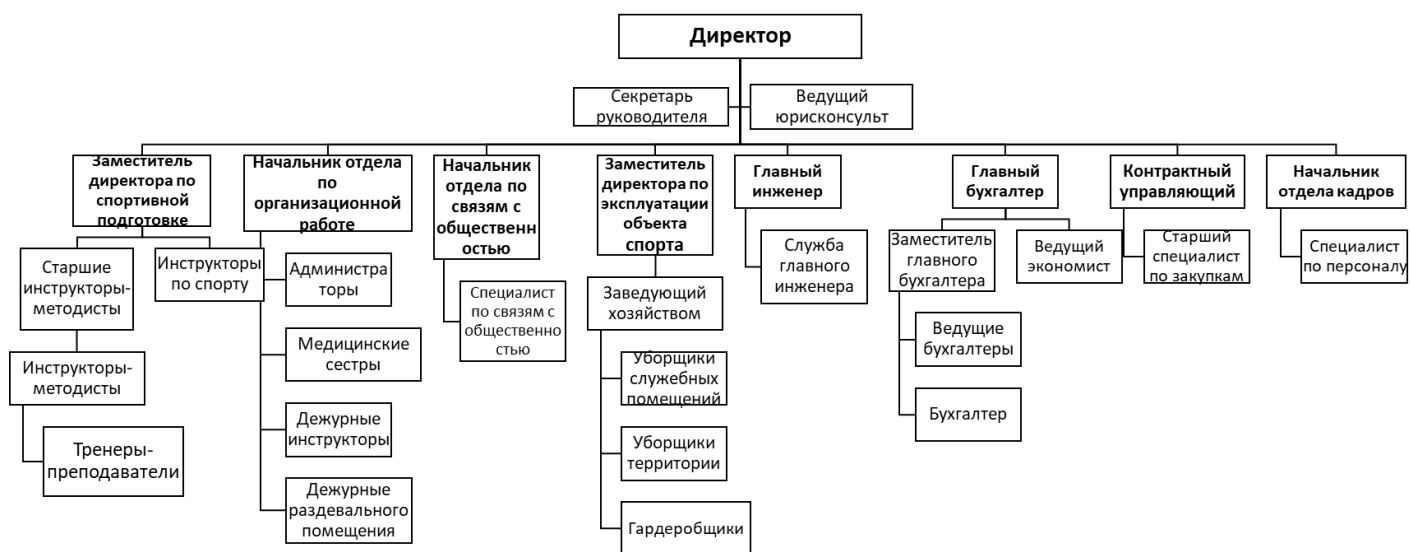 Директор
Секретарь
руководителя
Ведущий
юрисконсульт
Заместитель
директора по
спортивной
подготовке
Начальник отдела
по
организационной
работе
Начальник
отдела по
связям с
общественн
остью
Заместитель
директора по
эксплуатации
объекта
спорта
Главный
инженер
Главный
бухгалтер
Контрактный
управляющий
Начальник
отдела кадров
Старшие
инструкторы-
методисты
Инструкторы
по спорту
Инструкторы-
методисты
Тренеры-
преподаватели
Администра
торы
Медицинские
сестры
Дежурные
инструкторы
Дежурные
раздевального
помещения
Специалист
по связям с
общественно
стью
Заведующий
хозяйством
Уборщики
служебных
помещений
Уборщики
территории
Гардеробщики
Служба
главного
инженера
Заместитель
главного
бухгалтера
Ведущий
экономист
Ведущие
бухгалтеры
Бухгалтер
Старший
специалист
по закупкам
Специалист
по персоналу